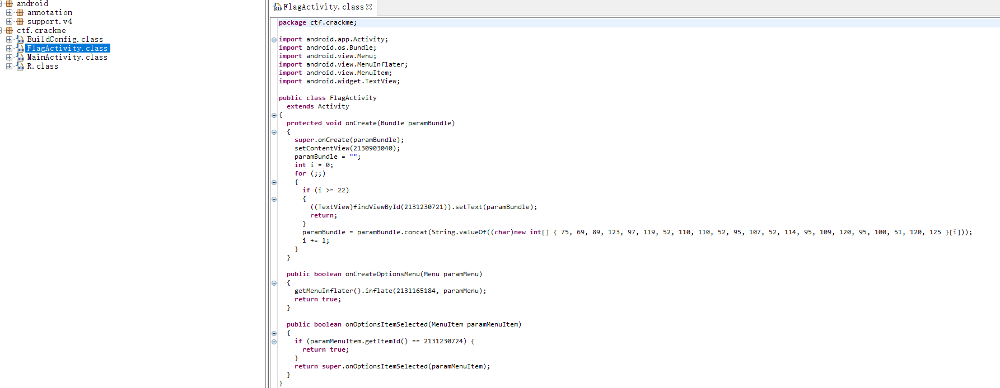 android
annotation
support.v4
ctf.crackme
BuildConfig.class
FlagActivity.class
MainActivity.class
R.class
FlagActivity.class
package ctf.crackme;
import android.app.Activity;
import android.os.Bundle;
import android.view.Menu;
import android.view.MenuInflater;
import android.view.MenuItem;
import android.widget.TextView;
public class FlagActivity
extends Activity
{
protected void onCreate(Bundle paramBundle)
{
super.onCreate(paramBundle);
setContentView(2130903040);
paramBundle = "";
int i = 0;
for (;;)
{
if (i >= 22)
{
((TextView)findViewById(2131230721)).setText(paramBundle);
return;
}
paramBundle = paramBundle.concat(String.valueOf((char)new int[] { 75, 69, 89, 123, 97, 119, 52, 110, 110, 52, 95, 107, 52, 114, 95, 109, 120, 95, 100, 51, 120, 125 }[i]));
i += 1;
}
}
public boolean onCreateOptionsMenu(Menu paramMenu)
{
getMenuInflater().inflate(2131165184, paramMenu);
return true;
}
public boolean onOptionsItemSelected(MenuItem paramMenuItem)
{
if (paramMenuItem.getItemId() == 2131230724) {
return true;
}
return super.onOptionsItemSelected(paramMenuItem);
}
}